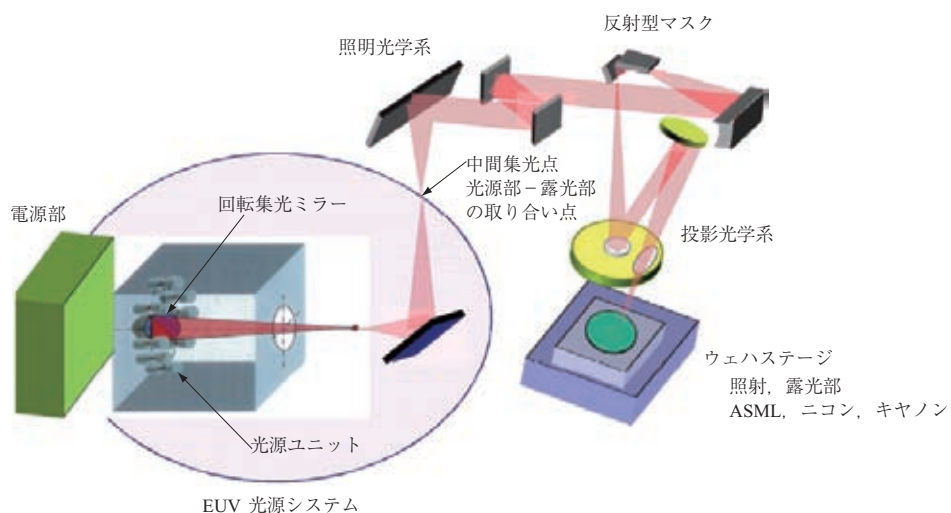 反射型マスク
照明光学系
中間集光点
光源部－露光部
の取り合い点
回転集光ミラー
電源部
投影光学系
ウェハステージ
照射，露光部
ASML，ニコン，キヤノン
光源ユニット
EUV 光源システム